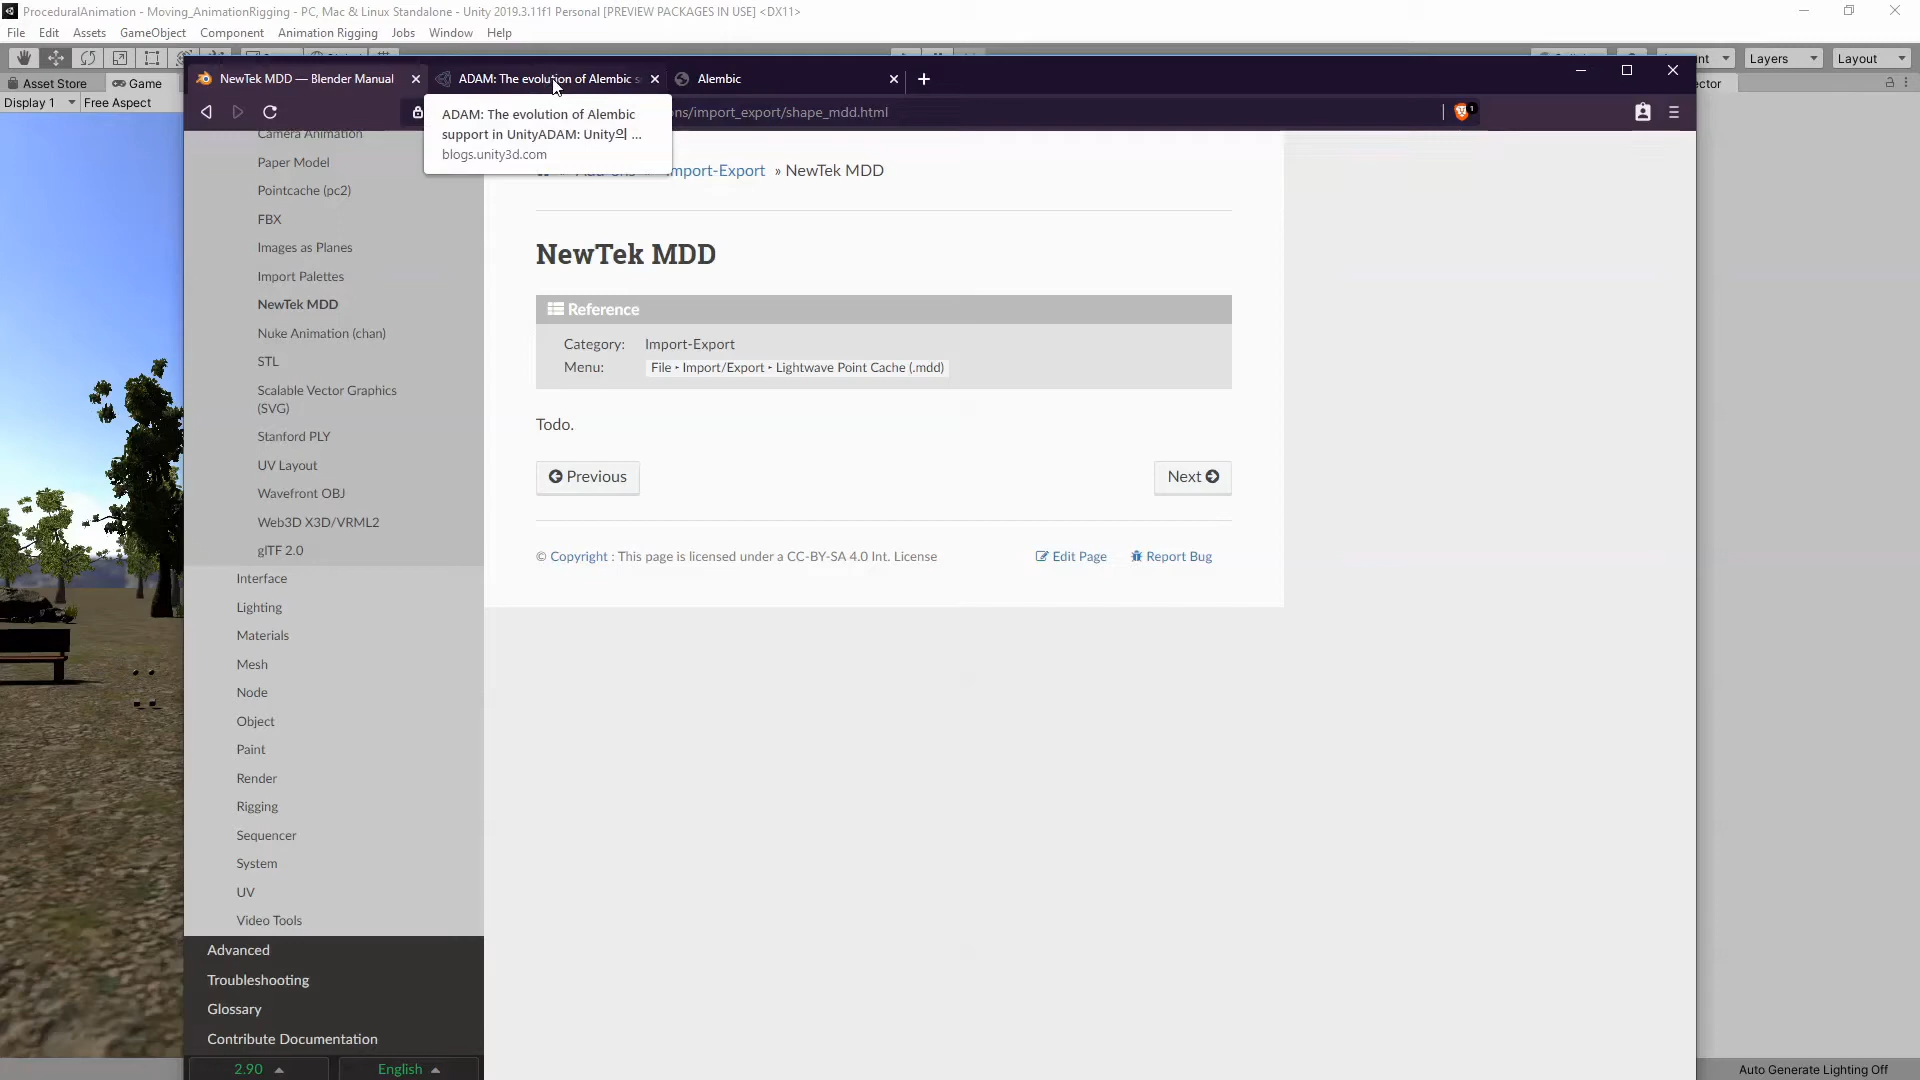 ProceduralAnimation - Moving_AnimationRigging - PC, Mac & Linux Standalone - Unity 2019.3.11f1 Personal [PREVIEW PACKAGES IN USE] <DX11>
File Edit Assets GameObject Component Animation Rigging Jobs Window Help
Layers Layout
Asset Store Game
Display 1 Free Aspect
NewTek MDD — Blender Manual
ADAM: The evolution of Alembic s
Alembic
ons/import_export/shape_mdd.html
1
ADAM: The evolution of Alembic
support in UnityADAM: Unity의 ...
blogs.unity3d.com
Camera Animation
Paper Model
Pointcache (pc2)
FBX
Images as Planes
Import Palettes
NewTek MDD
Nuke Animation (chan)
STL
Scalable Vector Graphics
(SVG)
Stanford PLY
UV Layout
Wavefront OBJ
Web3D X3D/VRML2
glTF 2.0
Interface
Lighting
Materials
Mesh
Node
Object
Paint
Render
Rigging
Sequencer
System
UV
Video Tools
Advanced
Troubleshooting
Glossary
Contribute Documentation
2.90 English
Import-Export » NewTek MDD
NewTek MDD
Reference
Category: Import-Export
Menu: File ‣ Import/Export ‣ Lightwave Point Cache (.mdd)
Todo.
Previous
Next
© Copyright : This page is licensed under a CC-BY-SA 4.0 Int. License
Edit Page
Report Bug
Auto Generate Lighting Off